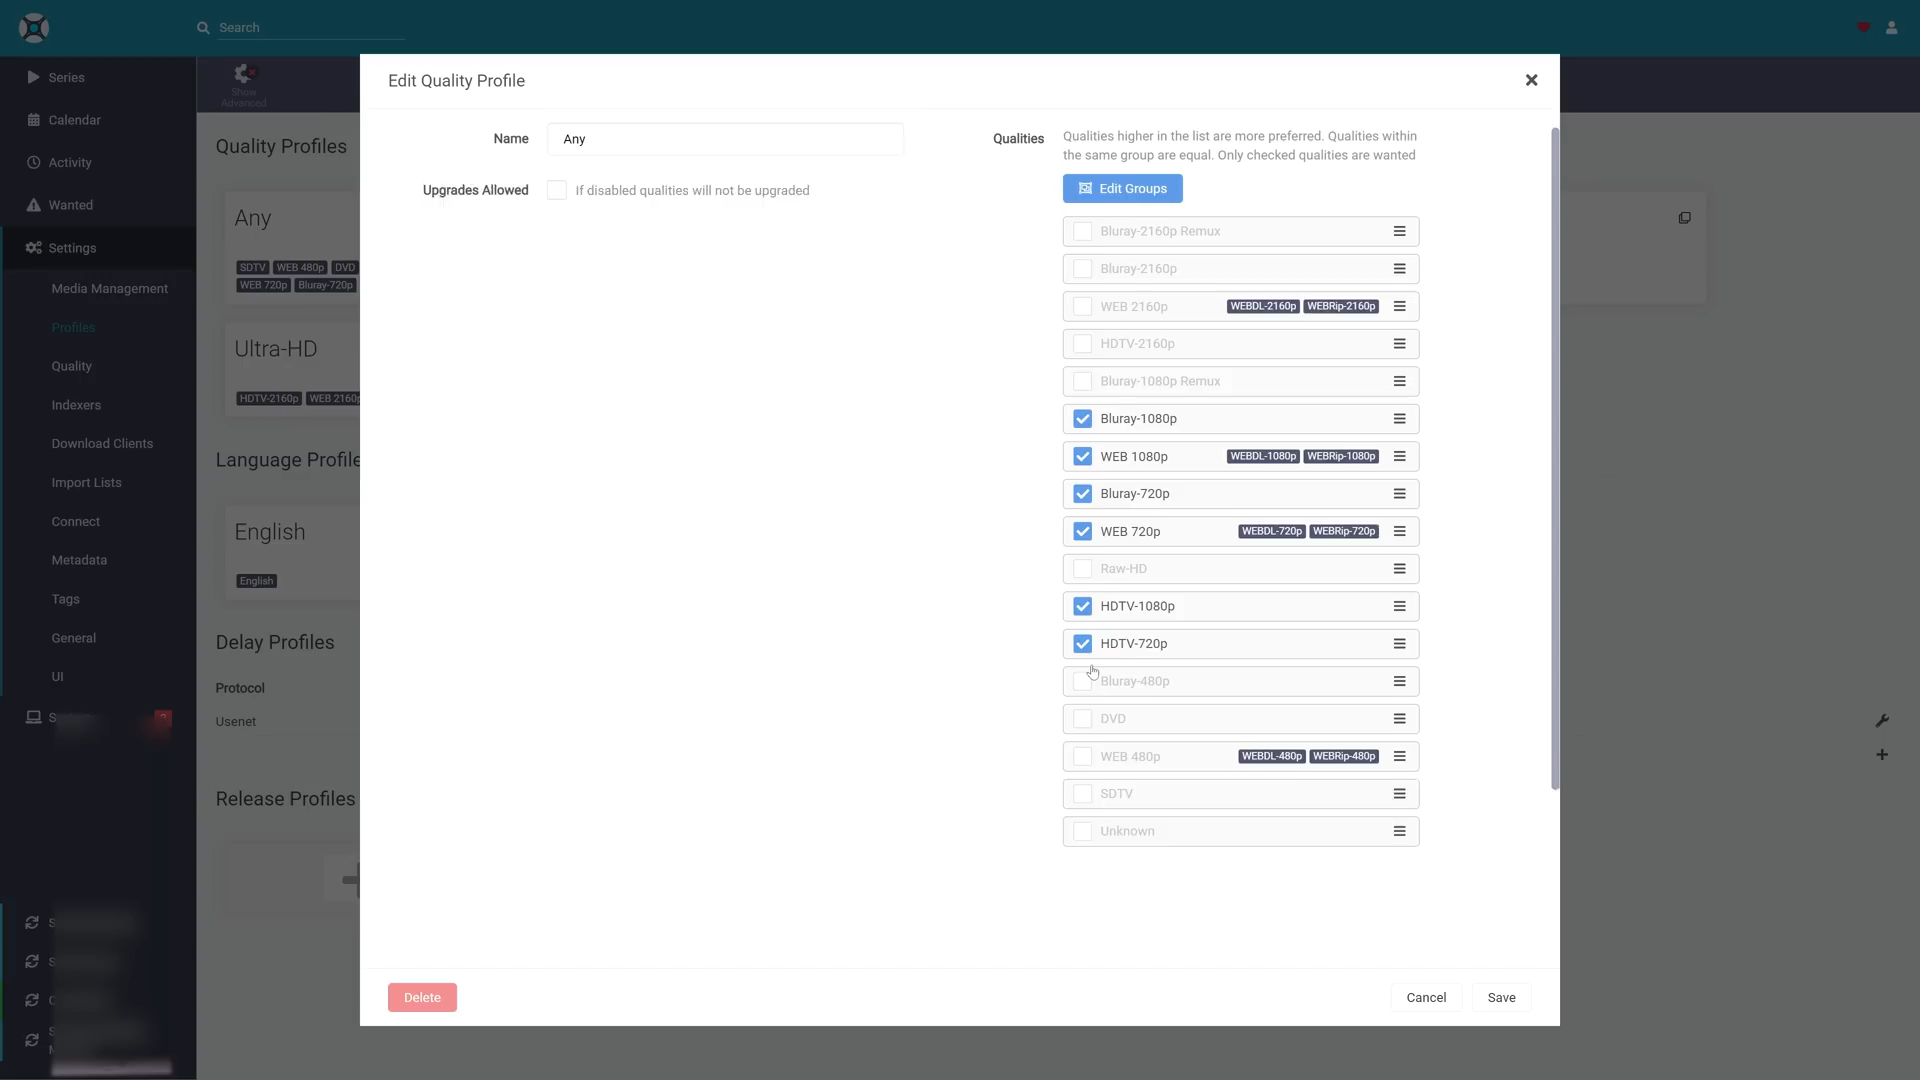 Search
Series
Calendar
Activity
Wanted
Settings
Media Management
Profiles
Quality
Indexers
Download Clients
Import Lists
Connect
Metadata
Tags
General
UI
Show
Advanced
Quality Profiles
Any
SDTV WEB 480p DVD
WEB 720p Bluray-720p
Ultra-HD
HDTV-2160p WEB 2160p
Language Profile
English
English
Delay Profiles
Protocol
Usenet
Release Profiles
Edit Quality Profile
Name Any
Upgrades Allowed If disabled qualities will not be upgraded
Qualities Qualities higher in the list are more preferred. Qualities within
the same group are equal. Only checked qualities are wanted
Edit Groups
Bluray-2160p Remux
Bluray-2160p
WEB 2160p WEBDL-2160p WEBRip-2160p
HDTV-2160p
Bluray-1080p Remux
Bluray-1080p
WEB 1080p WEBDL-1080p WEBRip-1080p
Bluray-720p
WEB 720p WEBDL-720p WEBRip-720p
Raw-HD
HDTV-1080p
HDTV-720p
Bluray-480p
DVD
WEB 480p WEBDL-480p WEBRip-480p
SDTV
Unknown
Delete
Cancel
Save